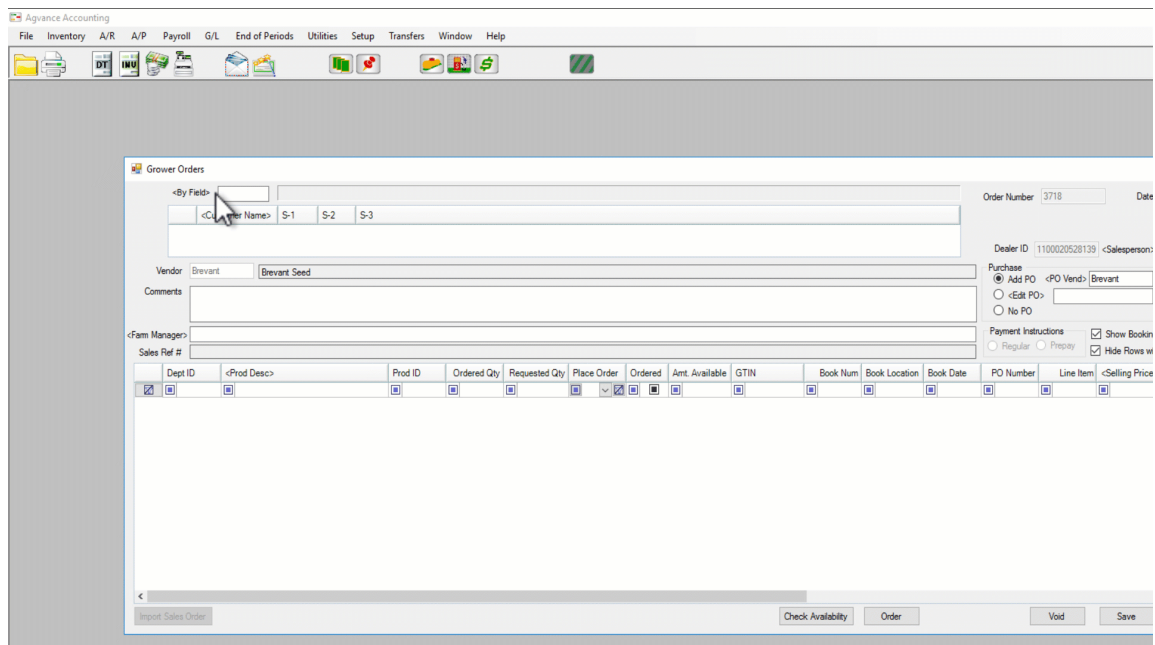 Agvance Accounting
File Inventory A/R A/P Payroll G/L End of Periods Utilities Setup Transfers Window Help
DT INV
Grower Orders
<By Field>
Order Number 3718 Date
Name> S-1 S-2 S-3
Dealer ID 1100020528139 <Salesperson>
Vendor Brevant Brevant Seed
Purchase
Add PO <PO Vend> Brevant
Comments
<Edit PO>
No PO
<Farm Manager>
Payment Instructions
Show Bookin
Regular Prepay
Sales Ref #
Hide Rows wi
Dept ID <Prod Desc> Prod ID Ordered Qty Requested Qty Place Order Ordered Amt. Available GTIN Book Num Book Location Book Date PO Number Line Item <Selling Price
Import Sales Order Check Availability Order Void Save